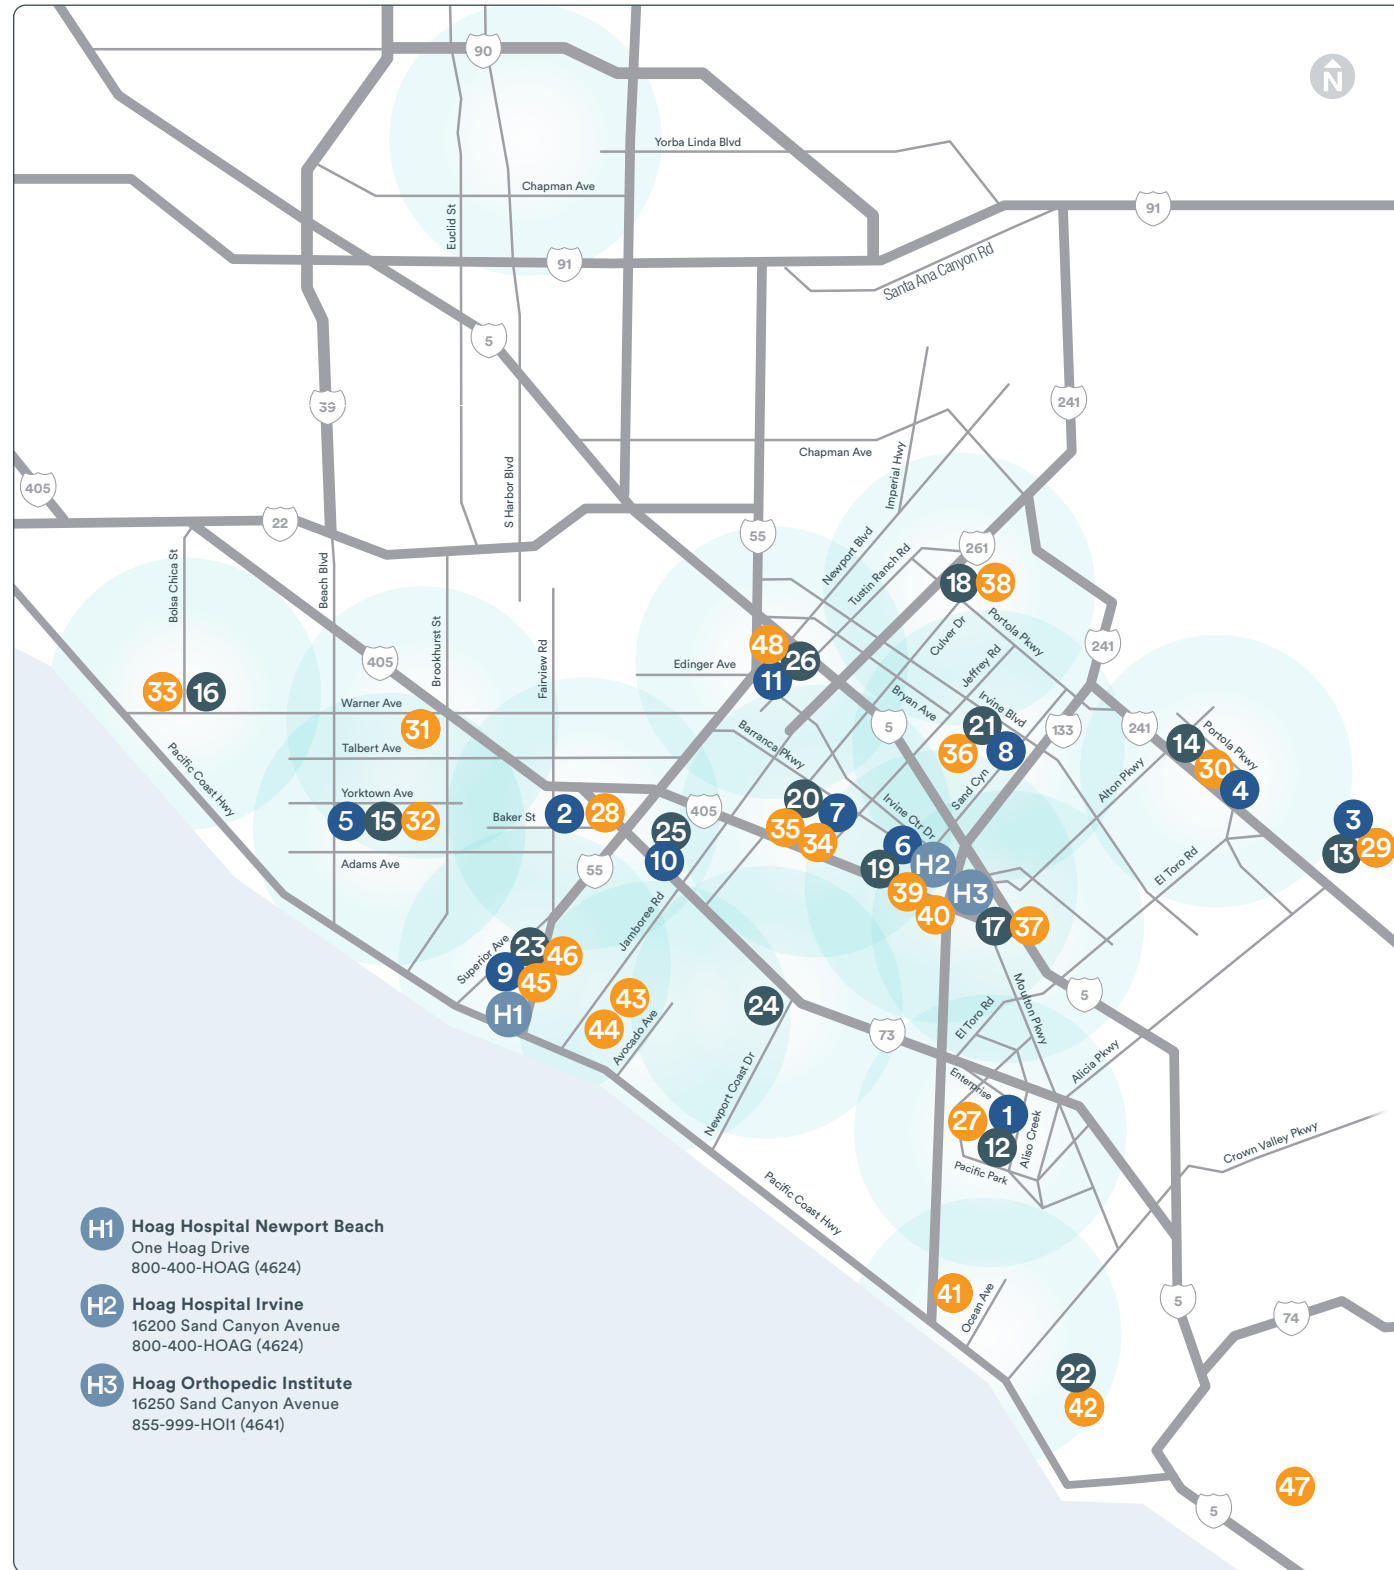 90
N
Yorba Linda Blvd
Chapman Ave
Euclid St
91
91
Santa Ana Canyon Rd
5
39
241
Chapman Ave
Imperial Hwy
405
S Harbor Blvd
22
55
Newport Blvd
261
Tustin Ranch Rd
Bolsa Chica St
Beach Blvd
18
38
Portola Pkwy
Culver Dr
Brookhurst St
Fairview Rd
48
26
11
Edinger Ave
405
241
Jeffrey Rd
33
16
Warner Ave
31
Bryan Ave
Irvine Blvd
5
21
36
8
133
241
14
Portola Pkwy
30
4
Talbert Ave
Barranca Pkwy
Pacific Coast Hwy
Alton Pkwy
Sand Cyn
Yorktown Ave
5
15
32
Baker St
2
28
405
20
7
35
34
Irvine Ctr Dr
25
10
3
13
29
Adams Ave
55
6
H2
19
39
40
H3
El Toro Rd
17
37
Jamboree Rd
Superior Ave
23
46
9
45
H1
43
44
Avocado Ave
24
Newport Coast Dr
73
Moulton Pkwy
5
El Toro Rd
Alicia Pkwy
Enterprise
27
1
12
Aliso Creek
Pacific Park
Crown Valley Pkwy
Pacific Coast Hwy
41
Ocean Ave
5
74
22
42
47
5
H1 Hoag Hospital Newport Beach
One Hoag Drive
800-400-HOAG (4624)
H2 Hoag Hospital Irvine
16200 Sand Canyon Avenue
800-400-HOAG (4624)
H3 Hoag Orthopedic Institute
16250 Sand Canyon Avenue
855-999-HOI1 (4641)